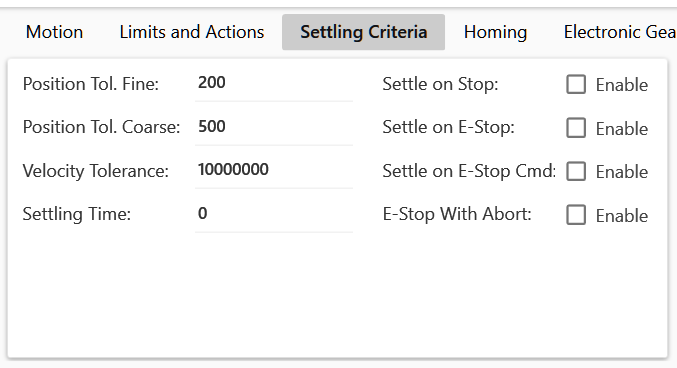 Motion Limits and Actions Settling Criteria Homing Electronic Gea
Position Tol. Fine: 200 Settle on Stop: Enable
Position Tol. Coarse: 500 Settle on E-Stop: Enable
Velocity Tolerance: 10000000 Settle on E-Stop Cmd: Enable
Settling Time: 0 E-Stop With Abort: Enable